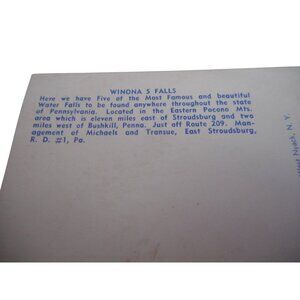 WINONA 5 FALLS
Here we have Five of the Most Famous and beautiful
Water Falls to be found anywhere throughout the state
of Pennsylvania. Located in the Eastern Pocono Mts.
area which is eleven miles east of Stroudsburg and two
miles west of Bushkill, Penna. Just off Route 209. Man-
agement of Michaels and Transue, East Stroudsburg,
R. D. #1, Pa.
Nyack, N. Y.